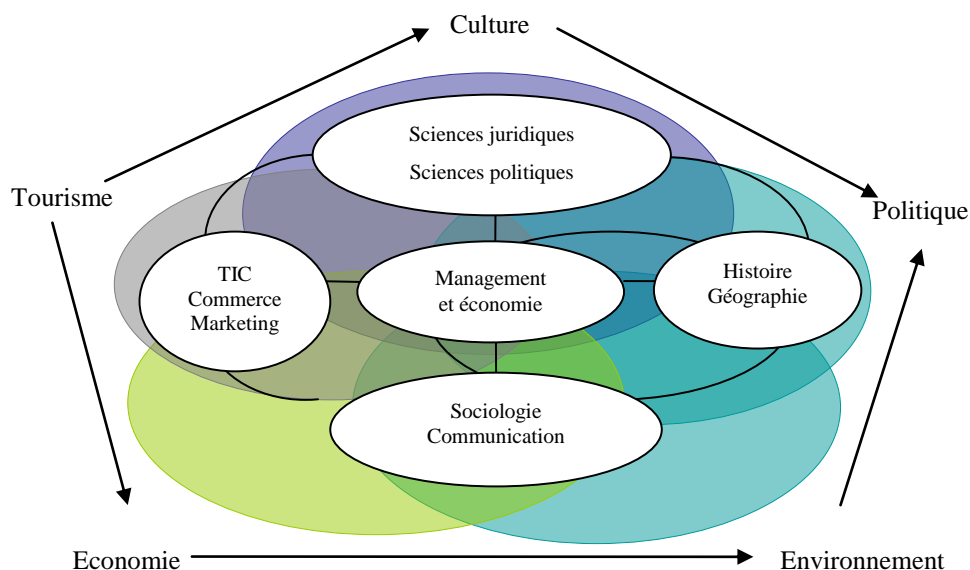 Culture
Sciences juridiques
Sciences politiques
Tourisme
Politique
TIC
Commerce
Marketing
Management
et économie
Histoire
Géographie
Sociologie
Communication
Economie
Environnement